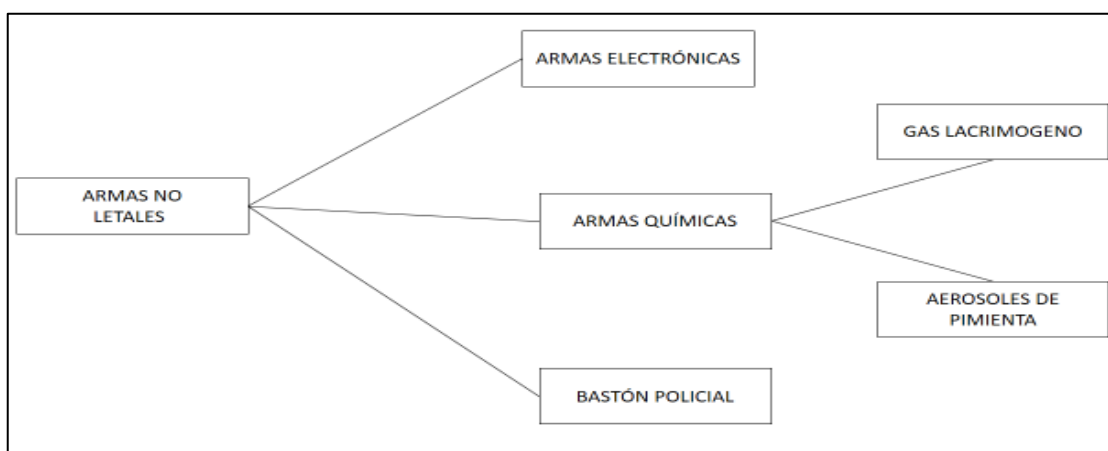 ARMAS NO
LETALES
ARMAS ELECTRÓNICAS
ARMAS QUÍMICAS
BASTÓN POLICIAL
GAS LACRIMOGENO
AEROSOLES DE
PIMIENTA